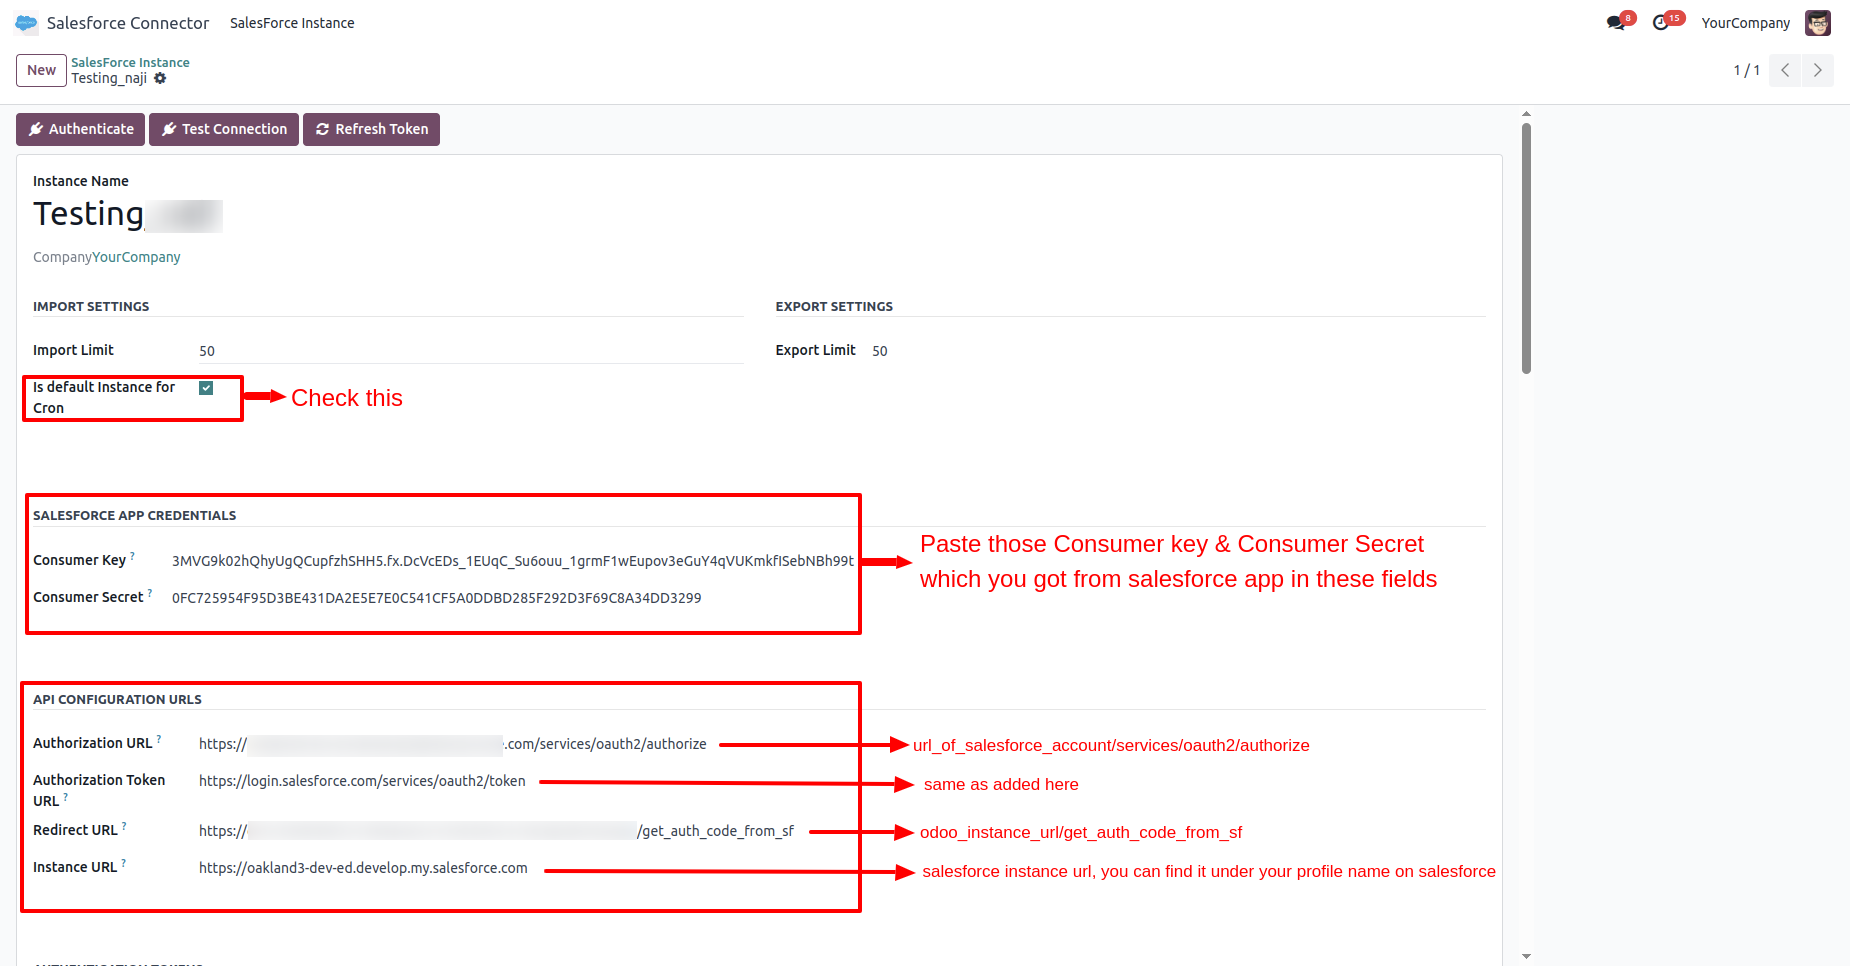 Salesforce Connector SalesForce Instance 8 15 YourCompany
New SalesForce Instance
Testing_naji 1 / 1
Authenticate Test Connection Refresh Token
Instance Name
Testing
CompanyYourCompany
IMPORT SETTINGS EXPORT SETTINGS
Import Limit 50 Export Limit 50
Is default Instance for
Cron
Check this
SALESFORCE APP CREDENTIALS
Consumer Key ? 3MVG9k02hQhyUgQCupfzhSHH5.fx.DcVcEDs_1EUqC_Su6ouu_1grmF1wEupov3eGuY4qVUKmkfISebNBh99t
Consumer Secret ? 0FC725954F95D3BE431DA2E5E7E0C541CF5A0DDBD285F292D3F69C8A34DD3299
Paste those Consumer key & Consumer Secret
which you got from salesforce app in these fields
API CONFIGURATION URLS
Authorization URL ? https:// .com/services/oauth2/authorize url_of_salesforce_account/services/oauth2/authorize
Authorization Token
URL ? https://login.salesforce.com/services/oauth2/token same as added here
Redirect URL ? https:// /get_auth_code_from_sf odoo_instance_url/get_auth_code_from_sf
Instance URL ? https://oakland3-dev-ed.develop.my.salesforce.com salesforce instance url, you can find it under your profile name on salesforce